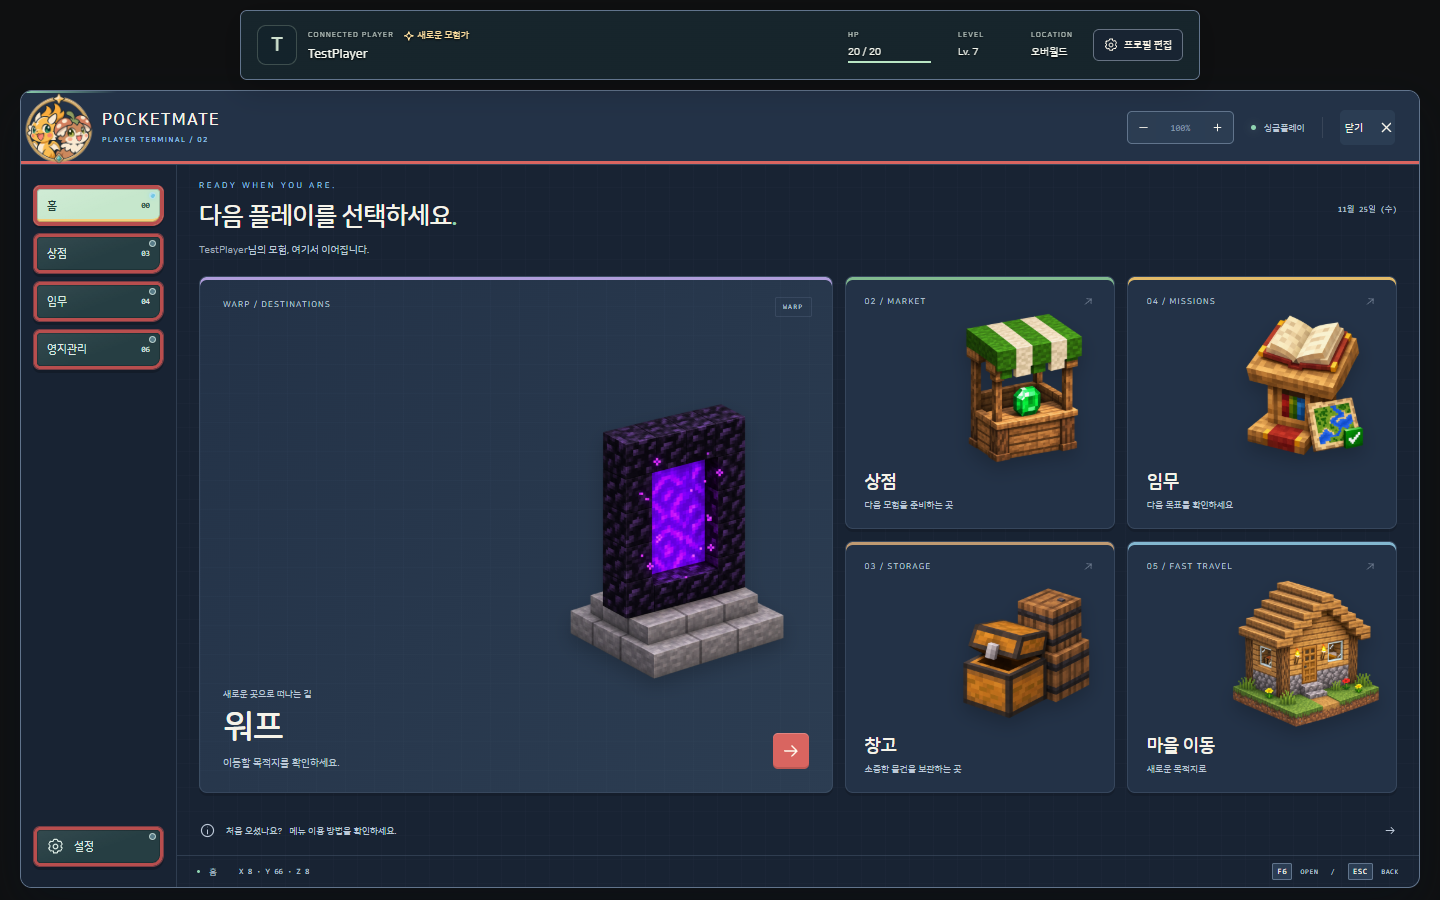 T
CONNECTED PLAYER 새로운 모험가
TestPlayer
HP
20 / 20
LEVEL
Lv. 7
LOCATION
오버월드
프로필 편집
POCKETMATE
PLAYER TERMINAL / 02
− 100% +
싱글플레이
닫기 ×
홈 00
상점 03
임무 04
영지관리 06
설정
READY WHEN YOU ARE.
다음 플레이를 선택하세요.
TestPlayer님의 모험, 여기서 이어집니다.
11월 25일 (수)
WARP / DESTINATIONS
WARP
새로운 곳으로 떠나는 길
워프
이동할 목적지를 확인하세요.
02 / MARKET
상점
다음 모험을 준비하는 곳
04 / MISSIONS
임무
다음 목표를 확인하세요
03 / STORAGE
창고
소중한 물건을 보관하는 곳
05 / FAST TRAVEL
마을 이동
새로운 목적지로
처음 오셨나요? 메뉴 이용 방법을 확인하세요.
홈 X 8 · Y 66 · Z 8
F6 OPEN / ESC BACK